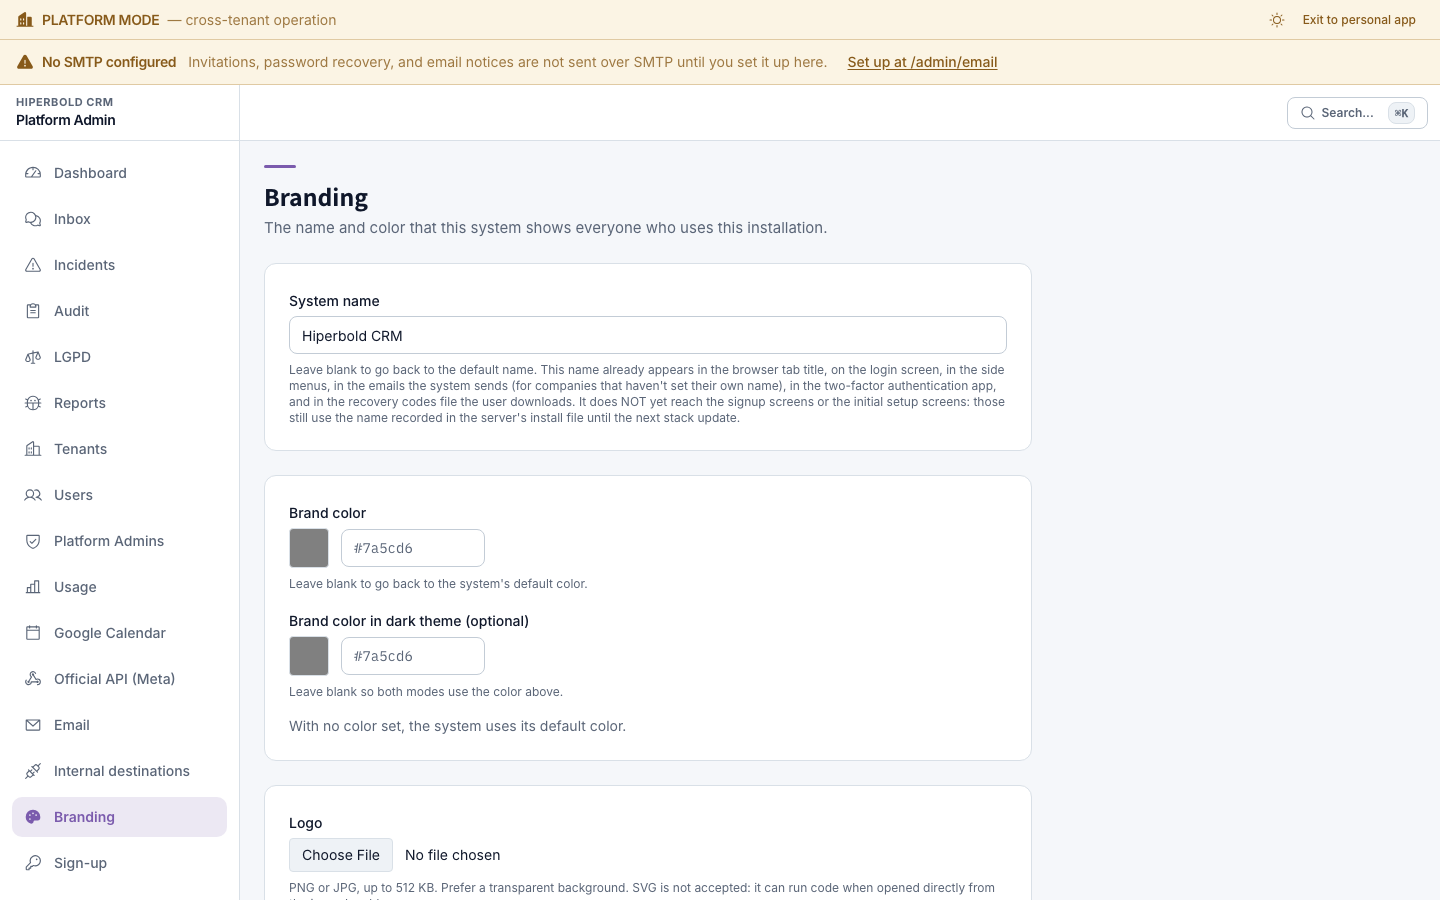 PLATFORM MODE — cross-tenant operation
Exit to personal app
No SMTP configured Invitations, password recovery, and email notices are not sent over SMTP until you set it up here. Set up at /admin/email
HIPERBOLD CRM
Platform Admin
Search... ⌘K
Dashboard
Inbox
Incidents
Audit
LGPD
Reports
Tenants
Users
Platform Admins
Usage
Google Calendar
Official API (Meta)
Email
Internal destinations
Branding
Sign-up
Branding
The name and color that this system shows everyone who uses this installation.
System name
Hiperbold CRM
Leave blank to go back to the default name. This name already appears in the browser tab title, on the login screen, in the side
menus, in the emails the system sends (for companies that haven't set their own name), in the two-factor authentication app,
and in the recovery codes file the user downloads. It does NOT yet reach the signup screens or the initial setup screens: those
still use the name recorded in the server's install file until the next stack update.
Brand color
#7a5cd6
Leave blank to go back to the system's default color.
Brand color in dark theme (optional)
#7a5cd6
Leave blank so both modes use the color above.
With no color set, the system uses its default color.
Logo
Choose File No file chosen
PNG or JPG, up to 512 KB. Prefer a transparent background. SVG is not accepted: it can run code when opened directly from